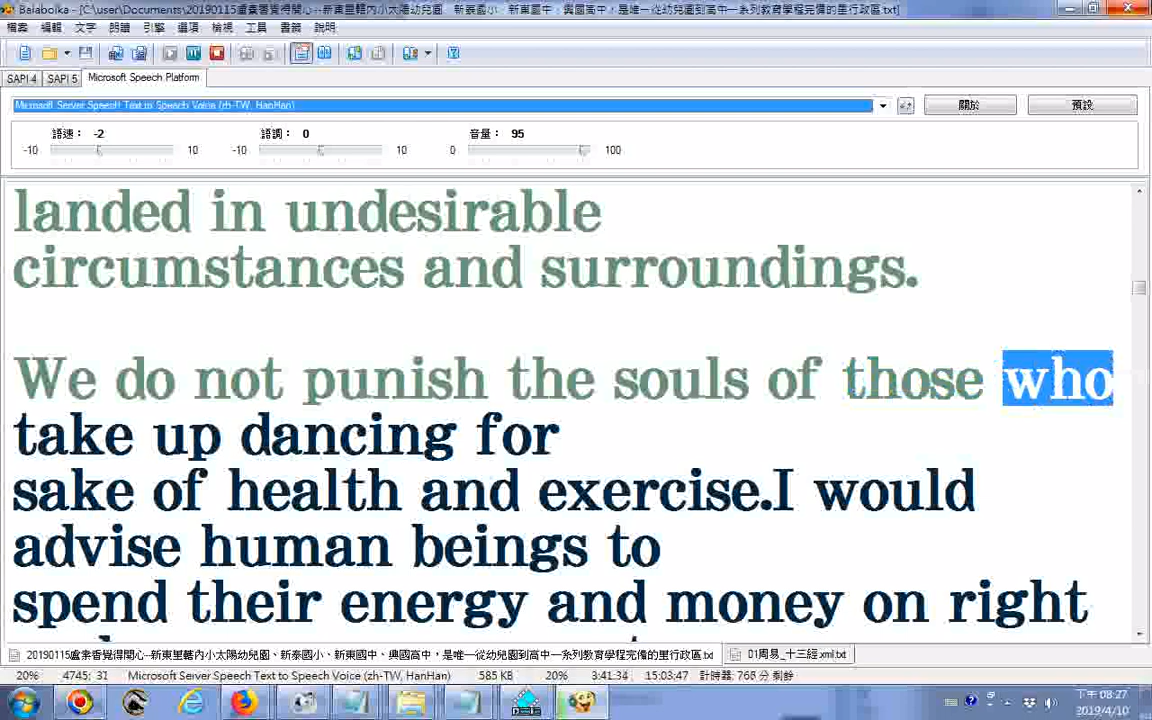 Balabolka - [C:\user\Documents\20190115盧素香覺得開心--新東里轄內小太陽幼兒園、新泰國小、新東國中、興國高中，是唯一從幼兒園到高中一系列教育學程完備的里行政區.txt]
檔案 編輯 文字 朗讀 引擎 選項 檢視 工具 書籤 說明
SAPI 4 SAPI 5 Microsoft Speech Platform
Microsoft Server Speech Text to Speech Voice (zh-TW, HanHan)
關於 預設
語速： -2 語調： 0 音量： 95
-10 10 -10 10 0 100
landed in undesirable
circumstances and surroundings.
We do not punish the souls of those who
take up dancing for
sake of health and exercise.I would
advise human beings to
spend their energy and money on right
20190115盧素香覺得開心--新東里轄內小太陽幼兒園、新泰國小、新東國中、興國高中，是唯一從幼兒園到高中一系列教育學程完備的里行政區.txt 01周易_十三經.xml.txt
20% 4745: 31 Microsoft Server Speech Text to Speech Voice (zh-TW, HanHan) 585 KB 20% 3:41:34 15:03:47 計時器: 766 分 剩餘
下午 08:27
2019/4/10